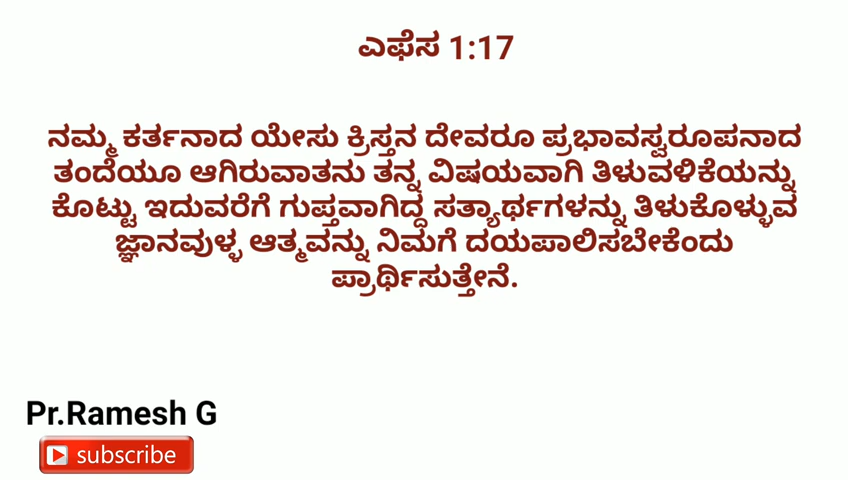 ಎಫೆಸ 1:17
ನಮ್ಮ ಕರ್ತನಾದ ಯೇಸು ಕ್ರಿಸ್ತನ ದೇವರೂ ಪ್ರಭಾವಸ್ವರೂಪನಾದ
ತಂದೆಯೂ ಆಗಿರುವಾತನು ತನ್ನ ವಿಷಯವಾಗಿ ತಿಳುವಳಿಕೆಯನ್ನು
ಕೊಟ್ಟು ಇದುವರೆಗೆ ಗುಪ್ತವಾಗಿದ್ದ ಸತ್ಯಾರ್ಥಗಳನ್ನು ತಿಳುಕೊಳ್ಳುವ
ಜ್ಞಾನವುಳ್ಳ ಆತ್ಮವನ್ನು ನಿಮಗೆ ದಯಪಾಲಿಸಬೇಕೆಂದು
ಪ್ರಾರ್ಥಿಸುತ್ತೇನೆ.
Pr.Ramesh G
subscribe